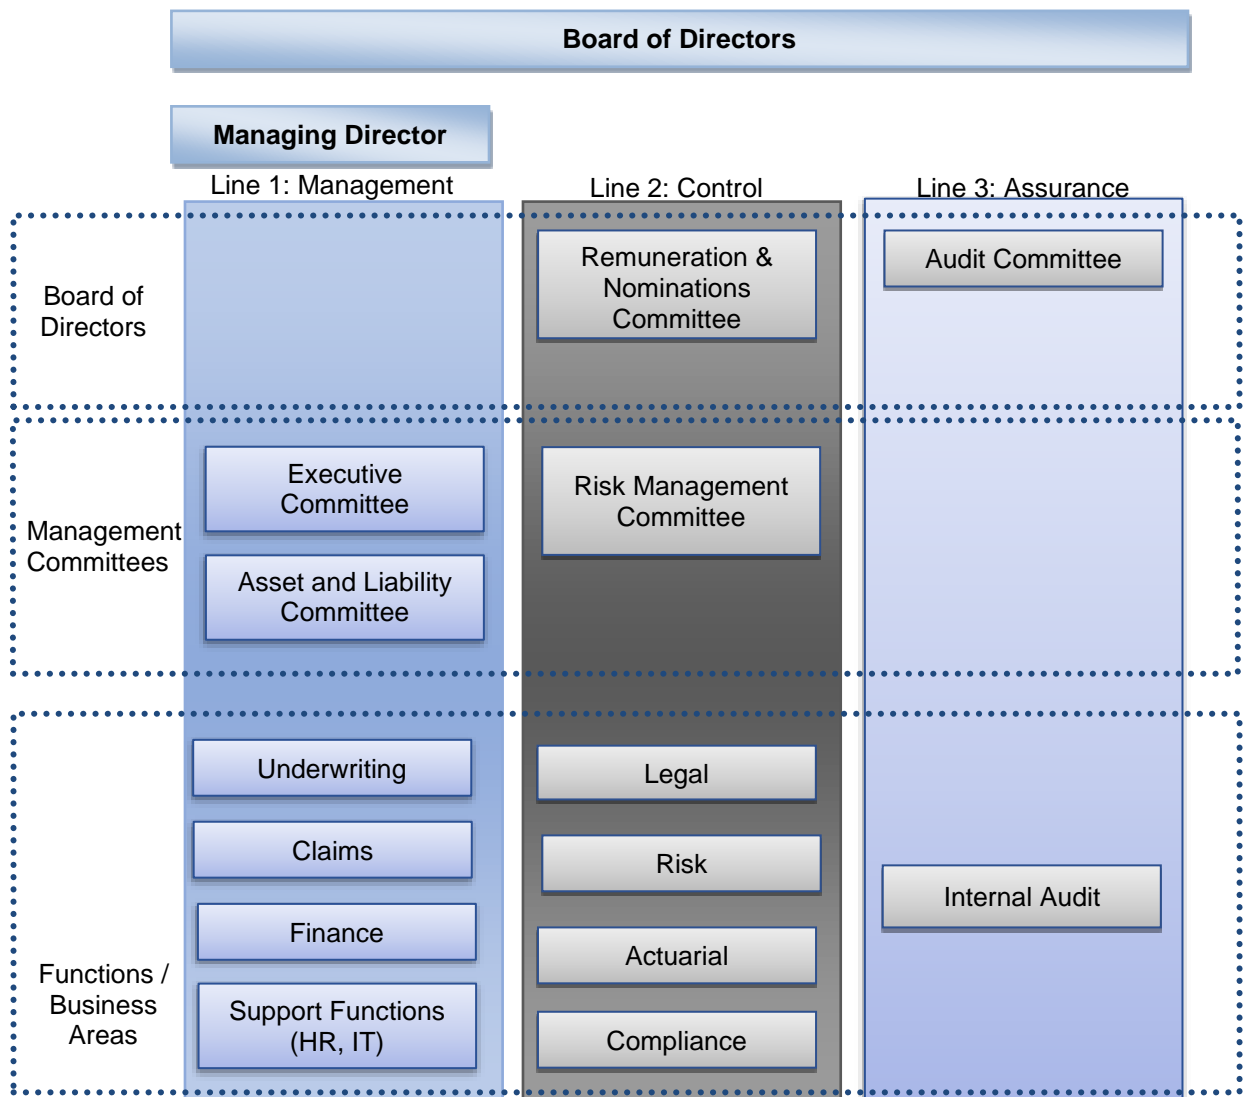 Board of Directors
Managing Director
Line 1: Management
Line 2: Control
Line 3: Assurance
Board of
Directors
Remuneration &
Nominations
Committee
Audit Committee
Management
Committees
Executive
Committee
Asset and Liability
Committee
Risk Management
Committee
Functions /
Business
Areas
Underwriting
Claims
Finance
Support Functions
(HR, IT)
Legal
Risk
Actuarial
Compliance
Internal Audit